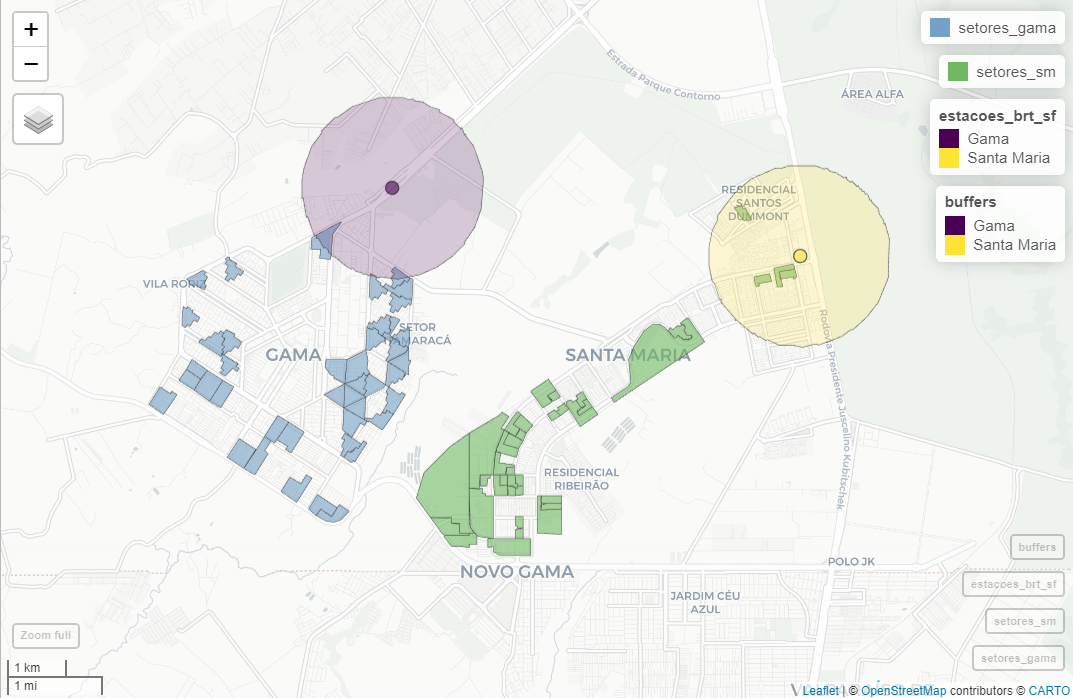 +
−
Estrada Parque Contorno
ÁREA ALFA
setores_gama
setores_sm
estacoes_brt_sf
Gama
Santa Maria
buffers
Gama
Santa Maria
RESIDENCIAL
SANTOS
DUMMONT
VILA RORIZ
SETOR
GAMA
SANTA MARIA
Rodovia Presidente Juscelino Kubitschek
RESIDENCIAL
RIBEIRÃO
NOVO GAMA
POLO JK
JARDIM CÉU
AZUL
buffers
estacoes_brt_sf
setores_sm
setores_gama
Zoom full
1 km
1 mi
Leaflet | © OpenStreetMap contributors © CARTO